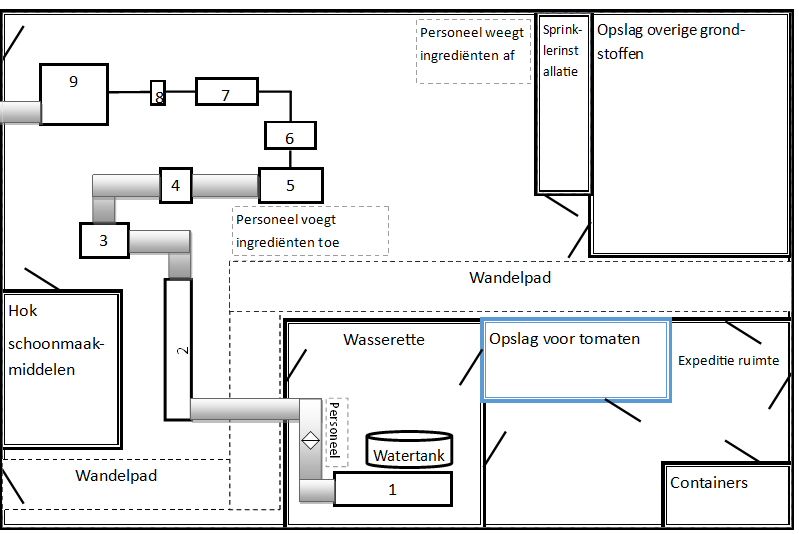 Personeel weegt
ingrediënten af
Sprink-
lerinst
allatie
Opslag overige grond-
stoffen
9
8
7
6
4
5
Personeel voegt
ingrediënten toe
3
Wandelpad
Hok
schoonmaak-
middelen
2
Wasserette
Opslag voor tomaten
Expeditie ruimte
Personeel
Watertank
Wandelpad
1
Containers